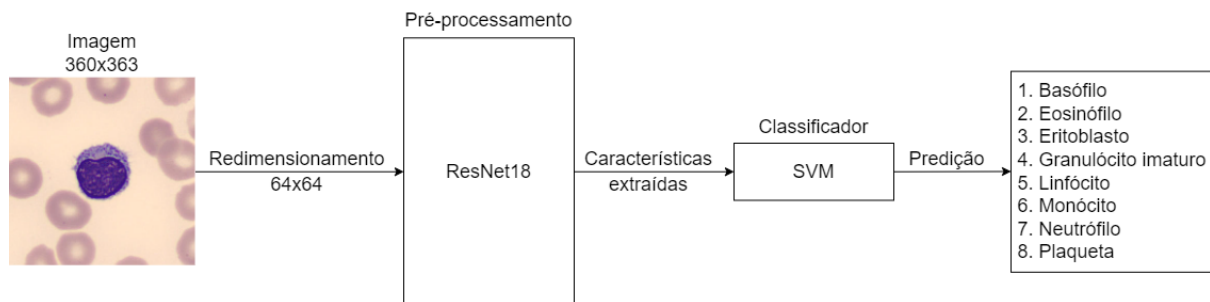 Imagem
360x363
Redimensionamento
64x64
Pré-processamento
ResNet18
Características
extraídas
Classificador
SVM
Predição
1. Basófilo
2. Eosinófilo
3. Eritoblasto
4. Granulócito imaturo
5. Linfócito
6. Monócito
7. Neutrófilo
8. Plaqueta